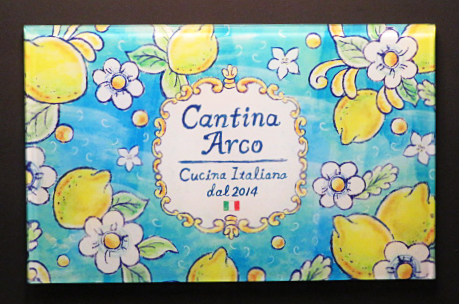 Cantina
Arco
Cucina Italiana
dal 2014